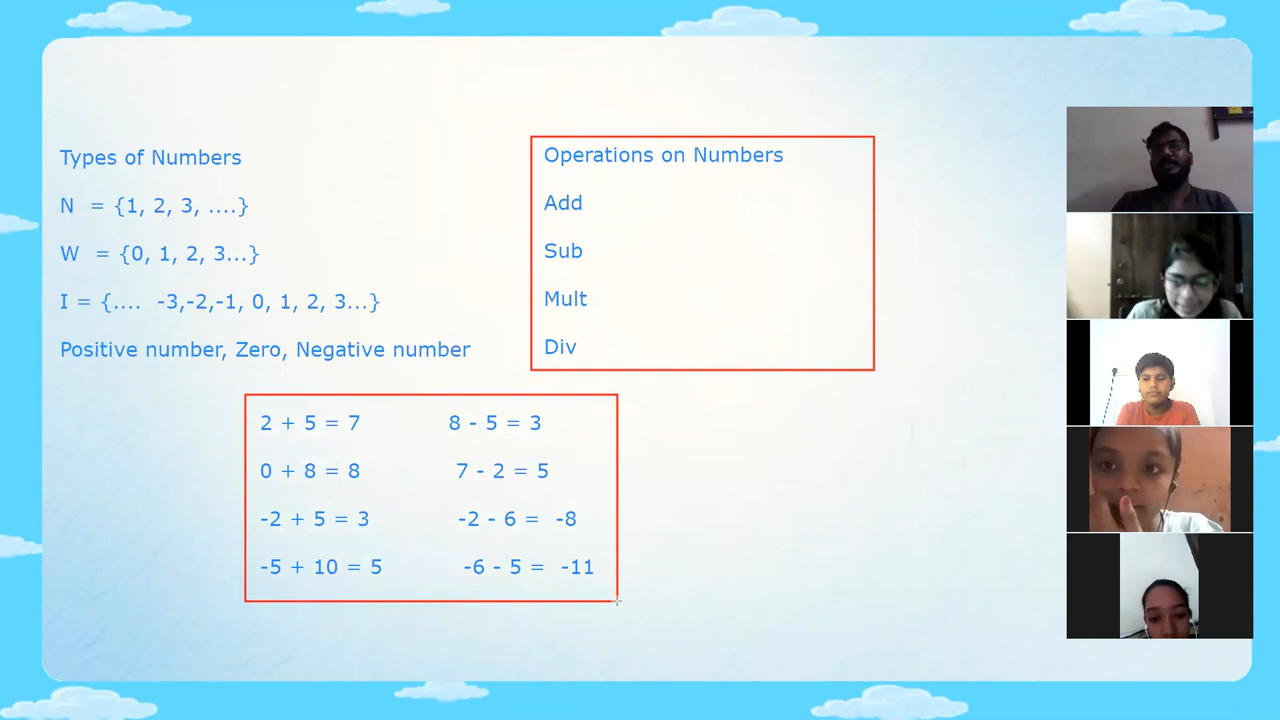 Types of Numbers
N = {1, 2, 3, ....}
W = {0, 1, 2, 3...}
I = {.... -3,-2,-1, 0, 1, 2, 3...}
Positive number, Zero, Negative number
Operations on Numbers
Add
Sub
Mult
Div
2 + 5 = 7 8 - 5 = 3
0 + 8 = 8 7 - 2 = 5
-2 + 5 = 3 -2 - 6 = -8
-5 + 10 = 5 -6 - 5 = -11